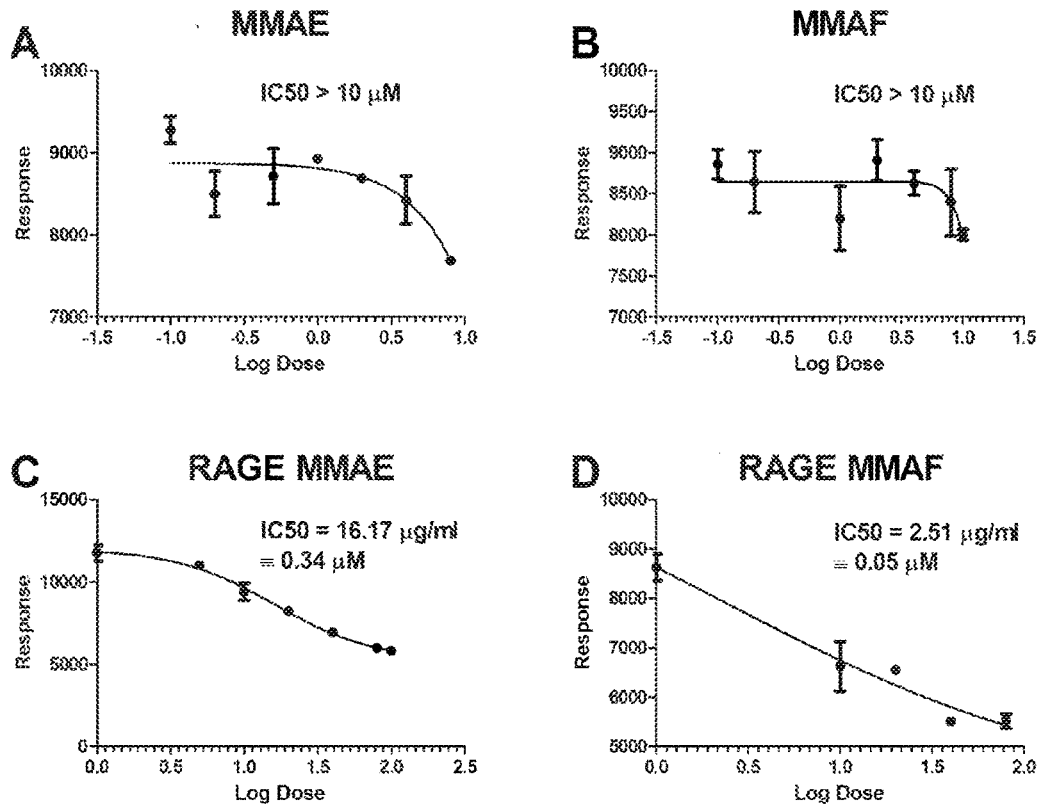 A
MMAE
10000
9000
8000
7000
Response
IC50 > 10 μM
-1.5 -1.0 -0.5 0.0 0.5 1.0
Log Dose
B
MMAF
10000
9500
9000
8500
8000
7500
7000
Response
IC50 > 10 μM
-1.5 -1.0 -0.5 0.0 0.5 1.0 1.5
Log Dose
C
RAGE MMAE
15000
10000
5000
0
Response
IC50 = 16.17 μg/ml
= 0.34 μM
0.0 0.5 1.0 1.5 2.0 2.5
Log Dose
D
RAGE MMAF
10000
9000
8000
7000
6000
5000
Response
IC50 = 2.51 μg/ml
= 0.05 μM
0.0 0.5 1.0 1.5 2.0
Log Dose